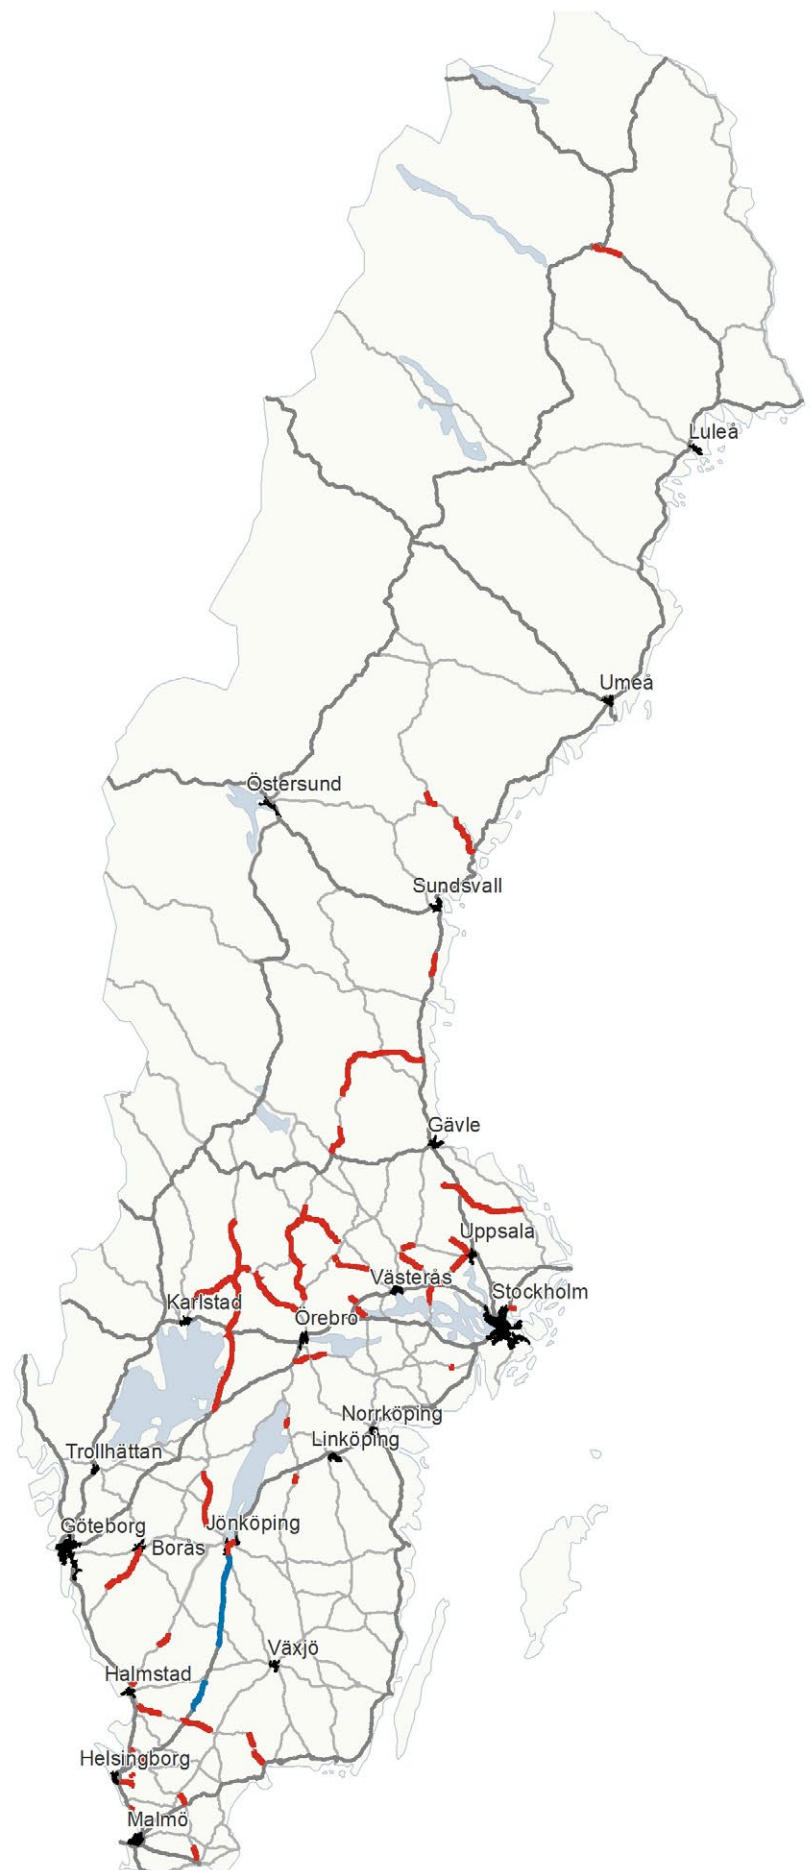 Luleå
Umeå
Östersund
Sundsvall
Gävle
Uppsala
Västerås
Stockholm
Karlstad
Örebro
Norrköping
Linköping
Trollhättan
Göteborg
Jönköping
Borås
Växjö
Halmstad
Helsingborg
Malmö